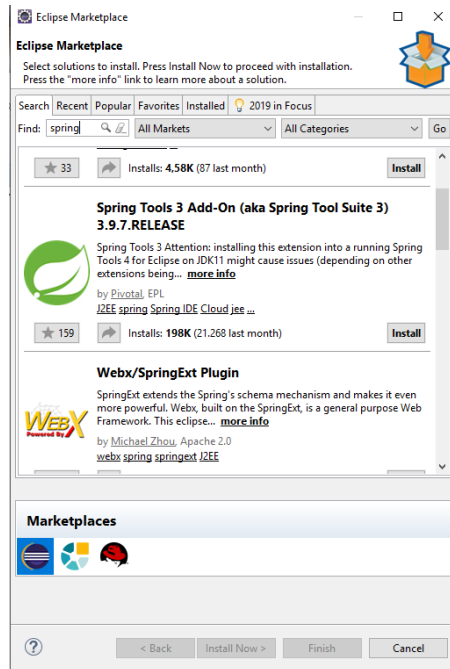 Eclipse Marketplace
Eclipse Marketplace
Select solutions to install. Press Install Now to proceed with installation.
Press the "more info" link to learn more about a solution.
Search Recent Popular Favorites Installed 2019 in Focus
Find: spring All Markets All Categories Go
33 Installs: 4,58K (87 last month) Install
Spring Tools 3 Add-On (aka Spring Tool Suite 3)
3.9.7.RELEASE
Spring Tools 3 Attention: installing this extension into a running Spring
Tools 4 for Eclipse on JDK11 might cause issues (depending on other
extensions being... more info
by Pivotal, EPL
J2EE spring Spring IDE Cloud jee ...
159 Installs: 198K (21.268 last month) Install
Webx/SpringExt Plugin
SpringExt extends the Spring's schema mechanism and makes it even
more powerful. Webx, built on the SpringExt, is a general purpose Web
Framework. This eclipse... more info
WEBX
Powered By
by Michael Zhou, Apache 2.0
webx spring springext J2EE
Marketplaces
? < Back Install Now > Finish Cancel